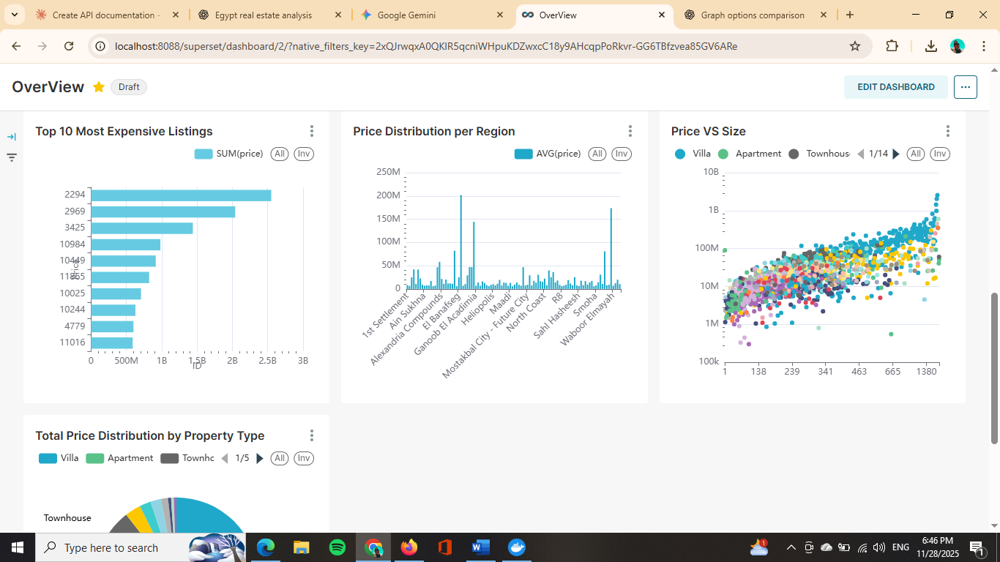 Create API documentation -
Egypt real estate analysis
Google Gemini
OverView
Graph options comparison
localhost:8088/superset/dashboard/2/?native_filters_key=2xQJrwqxA0QKlR5qcniWHpuKDZwxcC18y9AHcqpPoRkvr-GG6TBfzvea85GV6ARe
OverView
Draft
EDIT DASHBOARD
Top 10 Most Expensive Listings
SUM(price)
All
Inv
2294
2969
3425
10984
10449
11865
10025
10244
4779
11016
Price
0
500M
1B
1.5B
2B
2.5B
3B
ID
Price Distribution per Region
AVG(price)
All
Inv
250M
200M
150M
100M
50M
0
1st Settlement
Ain Sukhna
Alexandria Compounds
El Banafseg
Ganoob El Acadimia
Heliopolis
Maadi
Mostakbal City - Future City
North Coast
R8
Sahl Hasheesh
Smoha
Waboor Elmayah
Price VS Size
Villa
Apartment
Townhous
1/14
All
Inv
10B
1B
100M
10M
1M
100k
1
138
239
341
463
665
1380
Total Price Distribution by Property Type
Villa
Apartment
Townhc
1/5
All
Inv
Townhouse
Type here to search
1
ENG
6:46 PM
11/28/2025
1